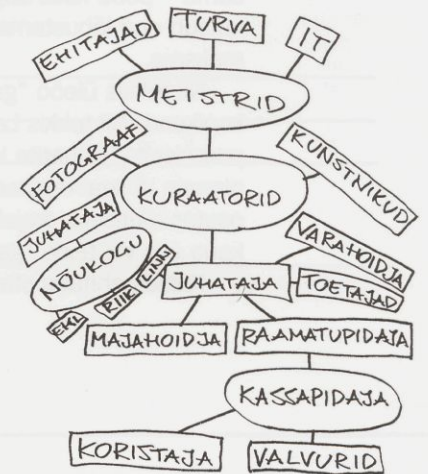 EHITAJAD
TURVA
IT
MEISTRID
FOTOGRAAF
KUNSTNIKUD
KURAATORID
JUHATAJA
NÕUKOGU
EKL
RIIK
LINN
JUHATAJA
VARAHOIDJA
TOETAJAD
MAJAHOIDJA
RAAMATUPIDAJA
KASSAPIDAJA
KORISTAJA
VALVURID